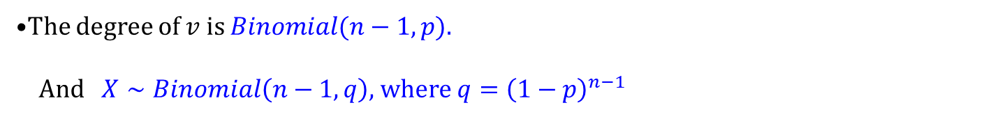 •The degree of v is Binomial(n − 1, p).
And X ~ Binomial(n − 1, q), where q = (1 − p)ⁿ⁻¹